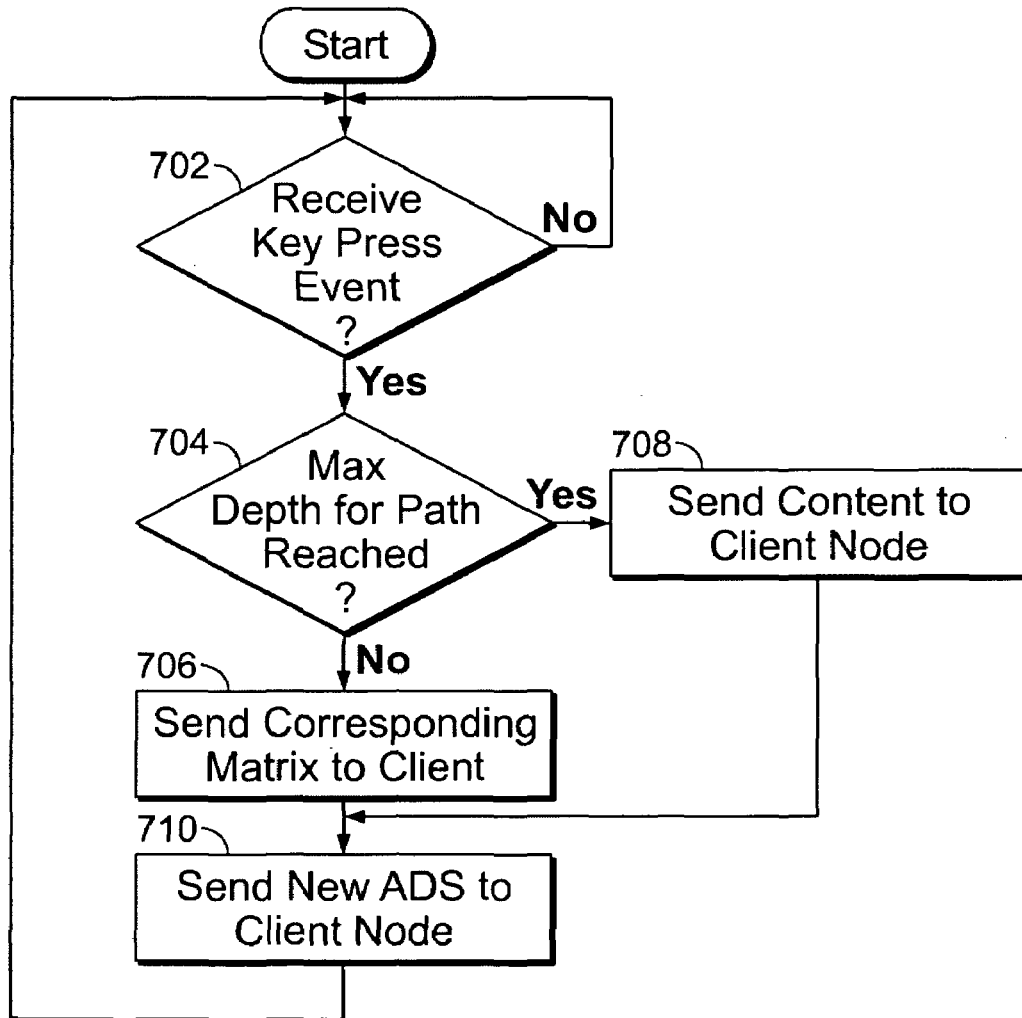 Start
702
Receive
Key Press
Event
?
No
Yes
704
Max
Depth for Path
Reached
?
Yes
708
Send Content to
Client Node
No
706
Send Corresponding
Matrix to Client
710
Send New ADS to
Client Node